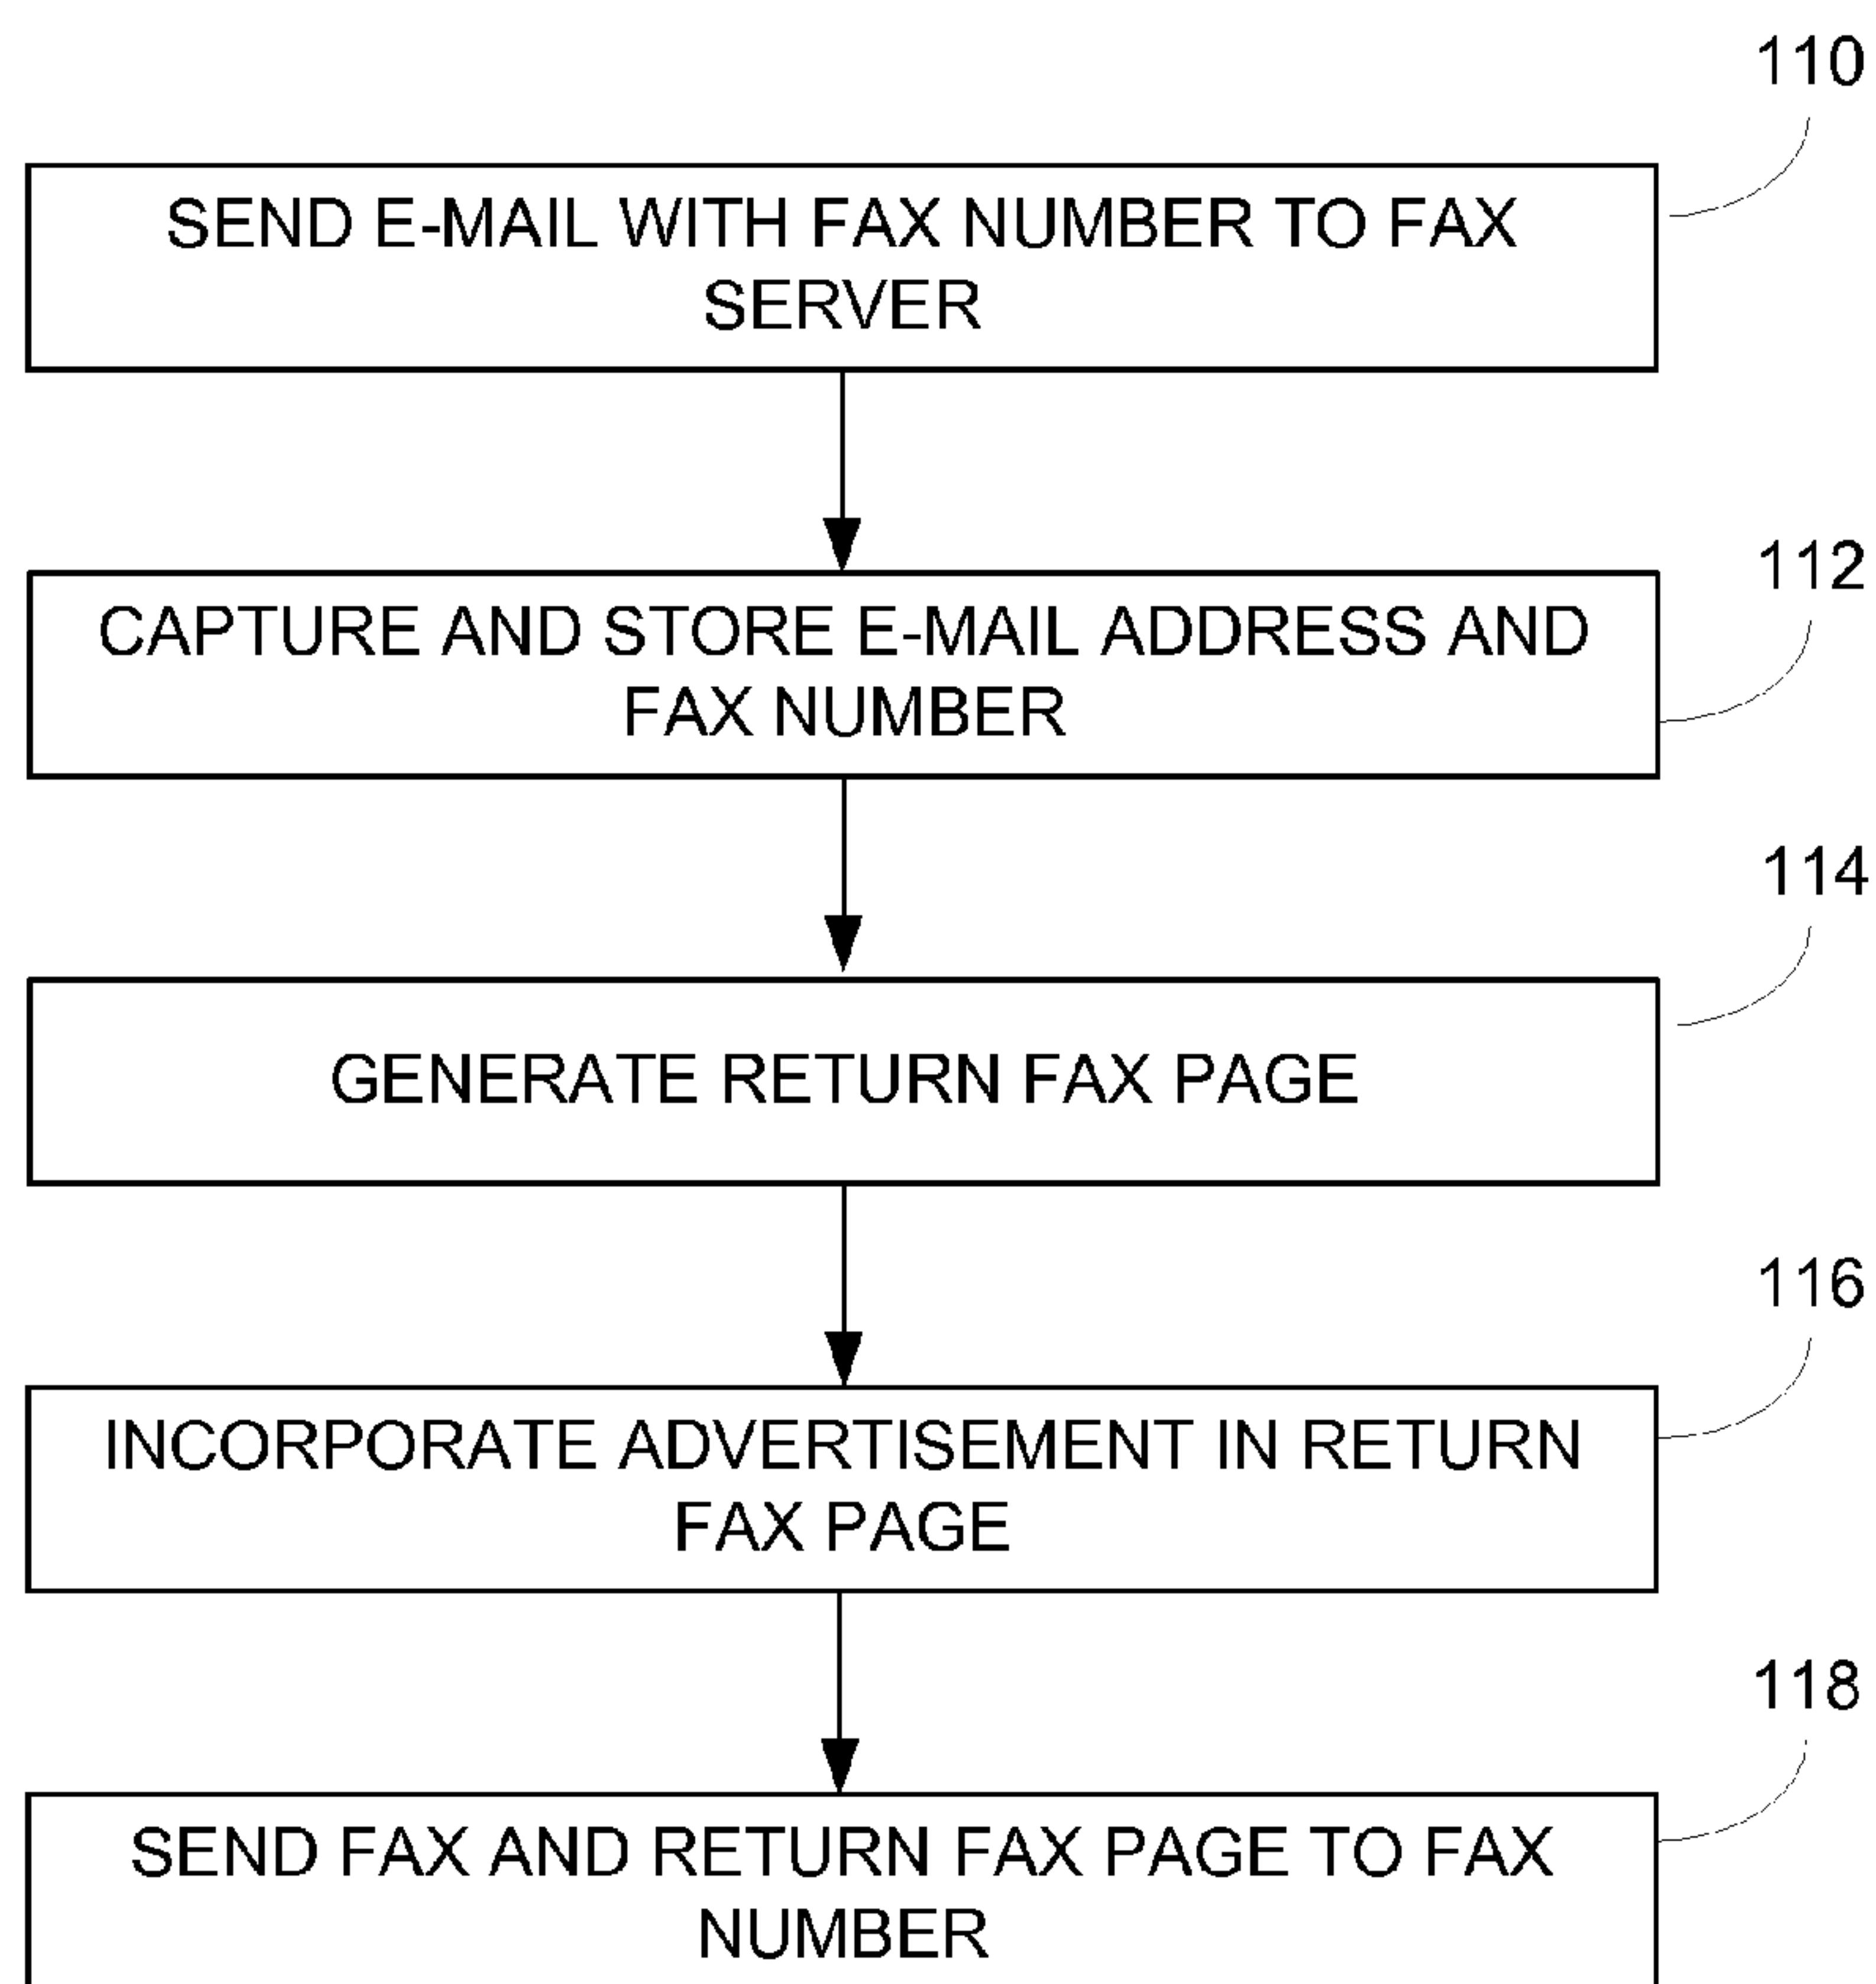 110
SEND E-MAIL WITH FAX NUMBER TO FAX
SERVER
112
CAPTURE AND STORE E-MAIL ADDRESS AND
FAX NUMBER
114
GENERATE RETURN FAX PAGE
116
INCORPORATE ADVERTISEMENT IN RETURN
FAX PAGE
118
SEND FAX AND RETURN FAX PAGE TO FAX
NUMBER